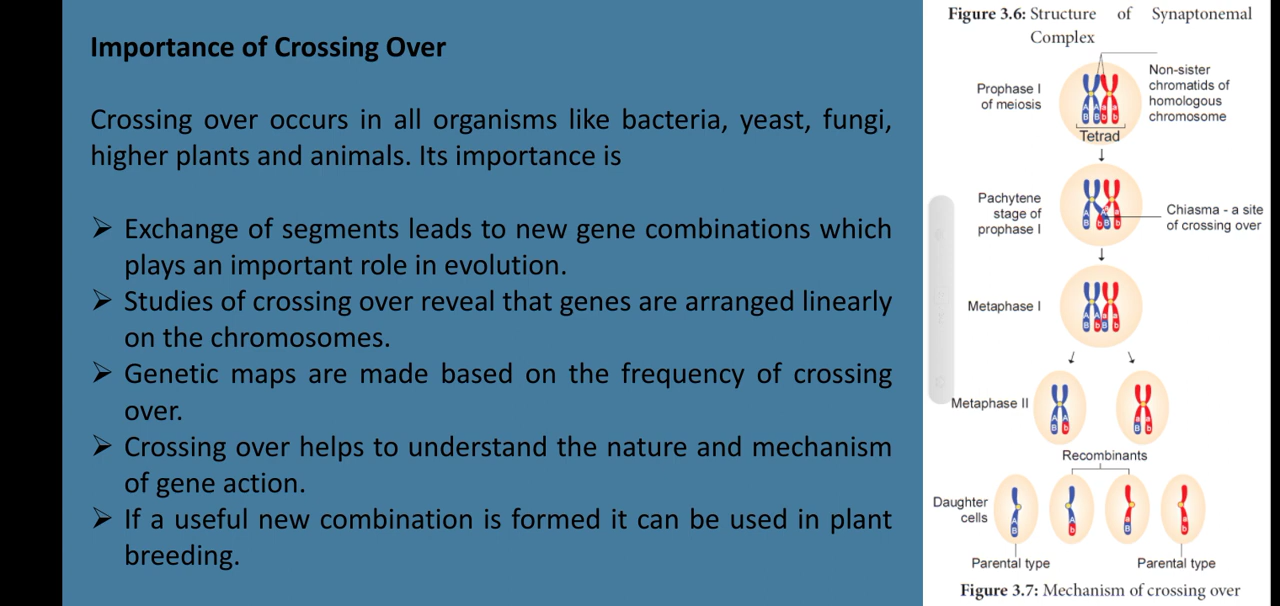 Importance of Crossing Over
Crossing over occurs in all organisms like bacteria, yeast, fungi,
higher plants and animals. Its importance is
➢ Exchange of segments leads to new gene combinations which
plays an important role in evolution.
➢ Studies of crossing over reveal that genes are arranged linearly
on the chromosomes.
➢ Genetic maps are made based on the frequency of crossing
over.
➢ Crossing over helps to understand the nature and mechanism
of gene action.
➢ If a useful new combination is formed it can be used in plant
breeding.
Figure 3.6: Structure of Synaptonemal
Complex
Prophase I
of meiosis
Non-sister
chromatids of
homologous
chromosome
A A a a
B B b b
Tetrad
Pachytene
stage of
prophase I
Chiasma - a site
of crossing over
Metaphase I
A A a a
B b B b
Metaphase II
A A
B b
a a
B b
Recombinants
Daughter
cells
A
B
A
b
a
B
a
b
Parental type
Parental type
Figure 3.7: Mechanism of crossing over